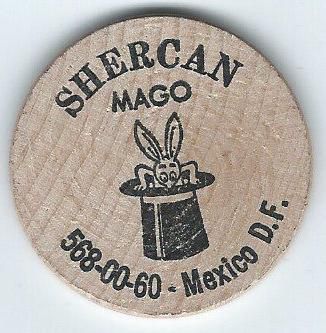 SHERCAN
MAGO
568-00-60 - Mexico D.F.